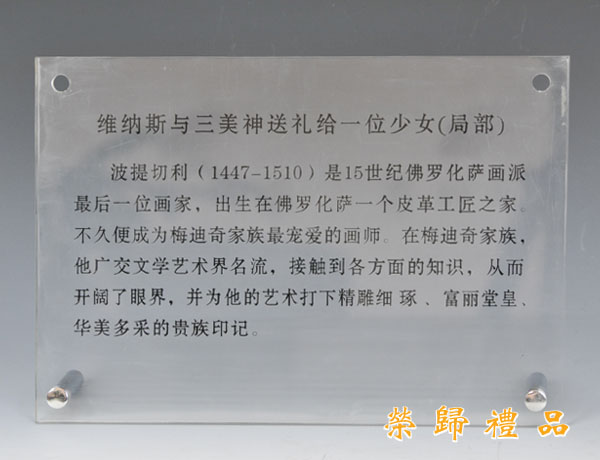 维纳斯与三美神送礼给一位少女(局部)
波提切利（1447-1510）是15世纪佛罗化萨画派
最后一位画家，出生在佛罗化萨一个皮革工匠之家。
不久便成为梅迪奇家族最宠爱的画师。在梅迪奇家族，
他广交文学艺术界名流，接触到各方面的知识，从而
开阔了眼界，并为他的艺术打下精雕细 琢、富丽堂皇、
华美多采的贵族印记。
榮歸禮品